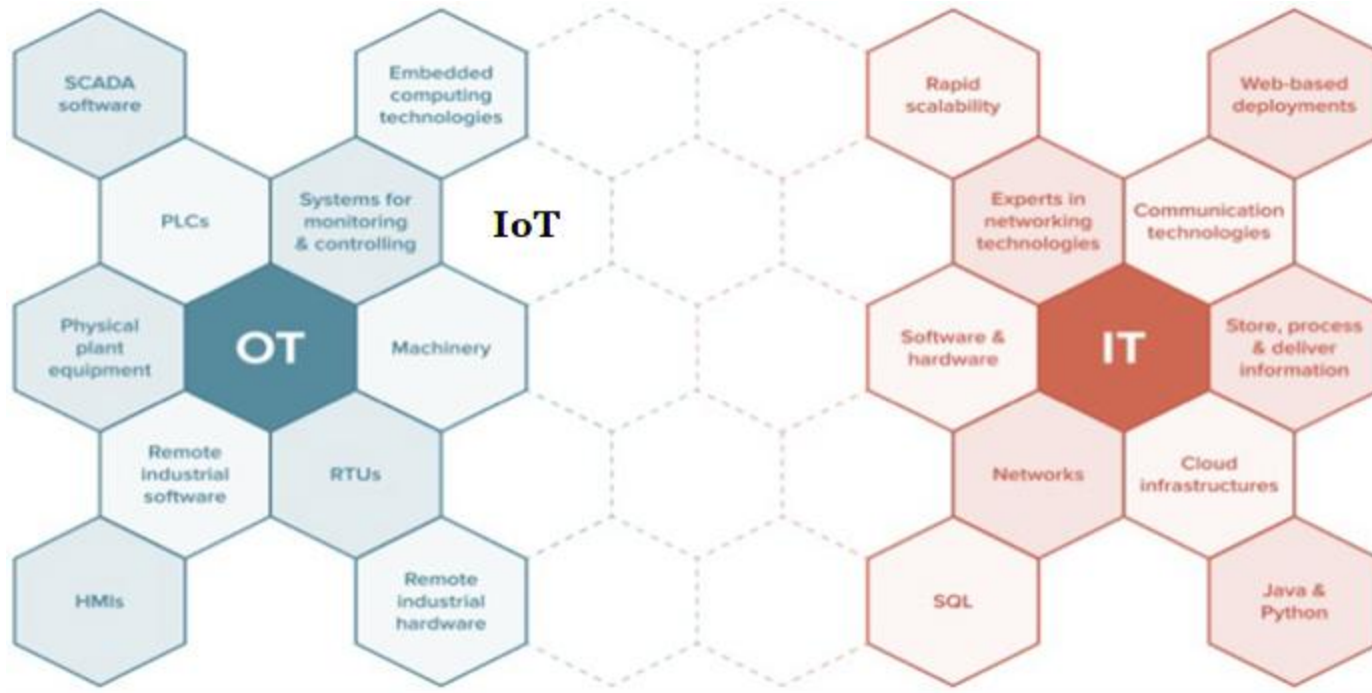 SCADA
software
Embedded
computing
technologies
Rapid
scalability
Web-based
deployments
PLCs
Systems for
monitoring
& controlling
IoT
Experts in
networking
technologies
Communication
technologies
Physical
plant
equipment
OT
Machinery
Software &
hardware
IT
Store, process
& deliver
information
Remote
industrial
software
RTUs
Networks
Cloud
infrastructures
HMIs
Remote
industrial
hardware
SQL
Java &
Python